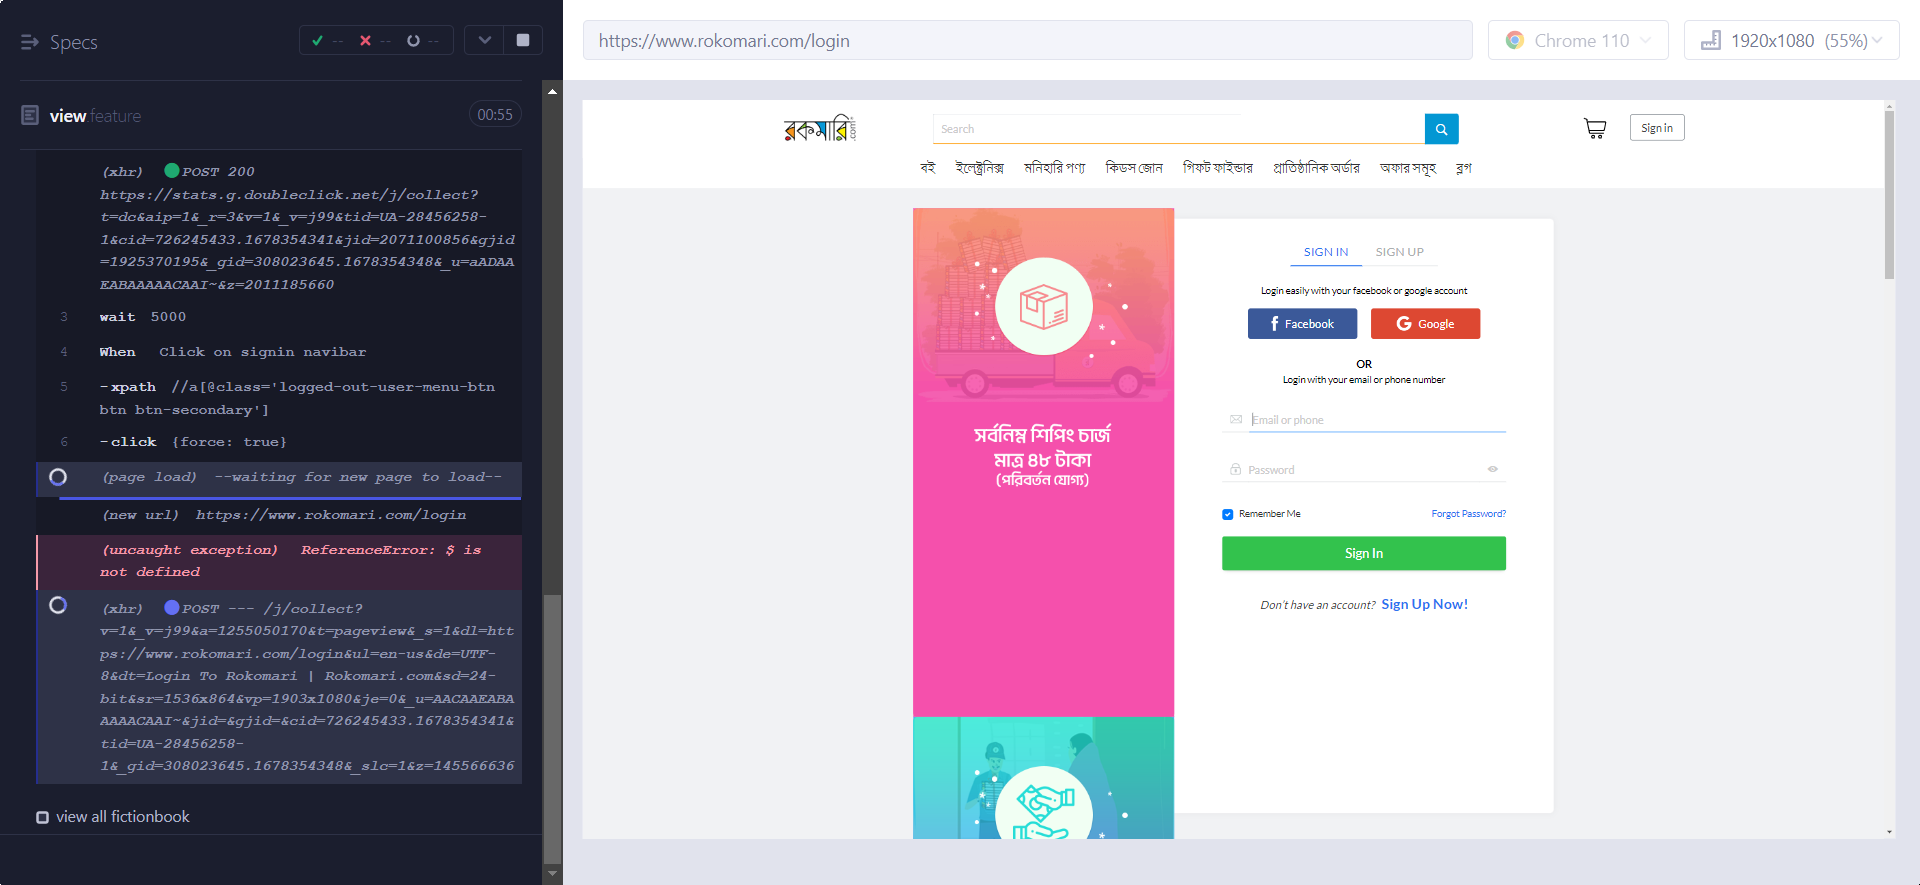 Specs
-- -- --
view.feature 00:55
(xhr) POST 200
https://stats.g.doubleclick.net/j/collect?
t=dc&aip=1&_r=3&v=1&_v=j99&tid=UA-28456258-
1&cid=726245433.1678354341&jid=2071100856&gjid
=1925370195&_gid=308023645.1678354348&_u=aADAA
EABAAAAACAAI~&z=2011185660
3 wait 5000
4 When Click on signin navibar
5 -xpath //a[@class='logged-out-user-menu-btn
btn btn-secondary']
6 -click {force: true}
(page load) --waiting for new page to load--
(new url) https://www.rokomari.com/login
(uncaught exception) ReferenceError: $ is
not defined
(xhr) POST --- /j/collect?
v=1&_v=j99&a=1255050170&t=pageview&_s=1&dl=htt
ps://www.rokomari.com/login&ul=en-us&de=UTF-
8&dt=Login To Rokomari | Rokomari.com&sd=24-
bit&sr=1536x864&vp=1903x1080&je=0&_u=AACAAEABA
AAAACAAI~&jid=&gjid=&cid=726245433.1678354341&
tid=UA-28456258-
1&_gid=308023645.1678354348&_slc=1&z=145566636
view all fictionbook
https://www.rokomari.com/login
Chrome 110
1920x1080 (55%)
রকমারি.com
Search
Sign in
বই ইলেক্ট্রনিক্স মনিহারি পণ্য কিডস জোন গিফট ফাইন্ডার প্রাতিষ্ঠানিক অর্ডার অফার সমূহ ব্লগ
সর্বনিম্ন শিপিং চার্জ
মাত্র ৪৮ টাকা
(পরিবর্তন যোগ্য)
SIGN IN SIGN UP
Login easily with your facebook or google account
Facebook Google
OR
Login with your email or phone number
Email or phone
Password
Remember Me Forgot Password?
Sign In
Don't have an account? Sign Up Now!